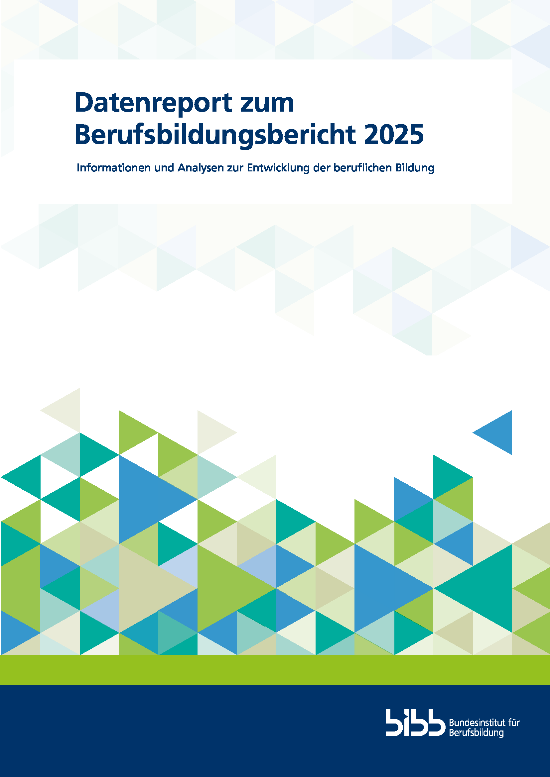 Datenreport zum
Berufsbildungsbericht 2025
Informationen und Analysen zur Entwicklung der beruflichen Bildung
bibb Bundesinstitut für
Berufsbildung